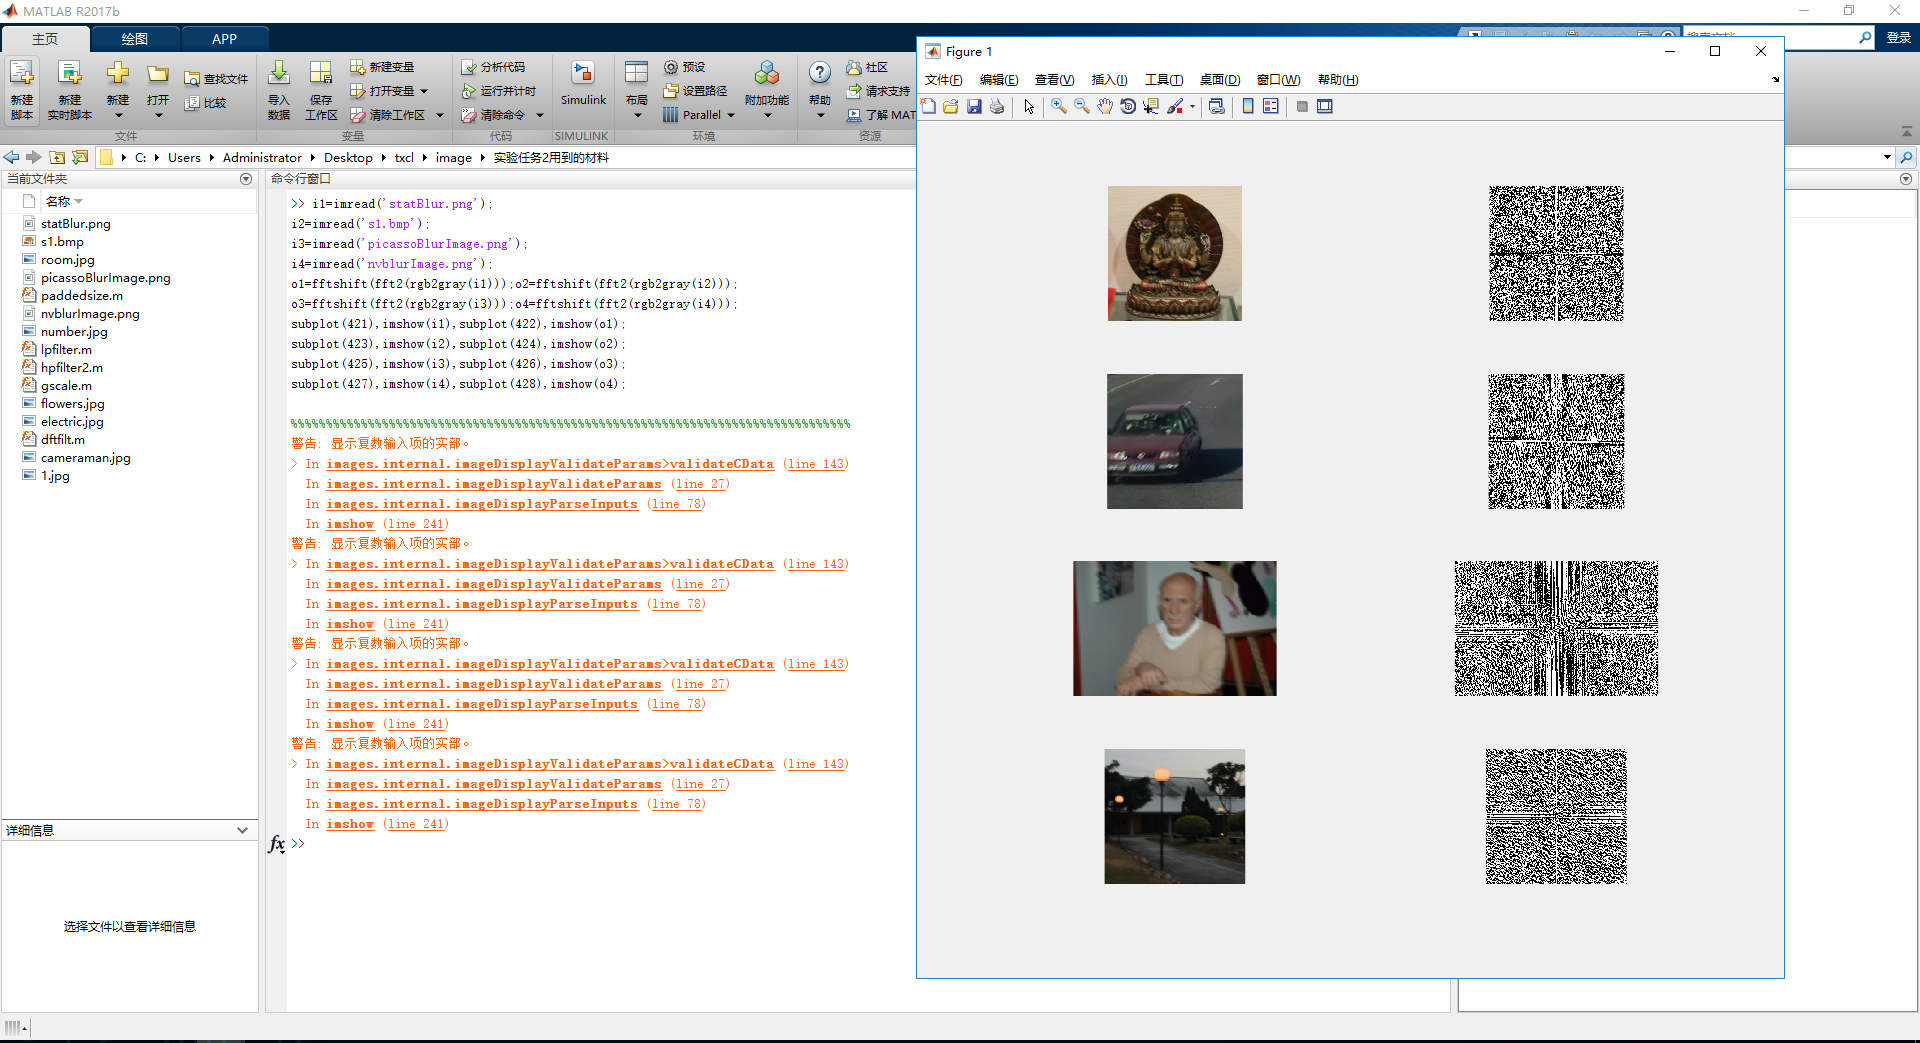 MATLAB R2017b
主页
绘图
APP
登录
新建
脚本
新建
实时脚本
新建
打开
查找文件
比较
文件
导入
数据
保存
工作区
新建变量
打开变量
清除工作区
变量
分析代码
运行并计时
清除命令
代码
Simulink
SIMULINK
布局
预设
设置路径
Parallel
附加功能
环境
帮助
社区
请求支持
了解 MAT
资源
C: Users Administrator Desktop txcl image 实验任务2用到的材料
当前文件夹
名称
statBlur.png
s1.bmp
room.jpg
picassoBlurImage.png
paddedsize.m
nvblurImage.png
number.jpg
lpfilter.m
hpfilter2.m
gscale.m
flowers.jpg
electric.jpg
dftfilt.m
cameraman.jpg
1.jpg
详细信息
选择文件以查看详细信息
命令行窗口
>> i1=imread('statBlur.png');
i2=imread('s1.bmp');
i3=imread('picassoBlurImage.png');
i4=imread('nvblurImage.png');
o1=fftshift(fft2(rgb2gray(i1)));o2=fftshift(fft2(rgb2gray(i2)));
o3=fftshift(fft2(rgb2gray(i3)));o4=fftshift(fft2(rgb2gray(i4)));
subplot(421),imshow(i1),subplot(422),imshow(o1);
subplot(423),imshow(i2),subplot(424),imshow(o2);
subplot(425),imshow(i3),subplot(426),imshow(o3);
subplot(427),imshow(i4),subplot(428),imshow(o4);
%%%%%%%%%%%%%%%%%%%%%%%%%%%%%%%%%%%%%%%%%%%%%%%%%%%%%%%%%%%%%%%%%%%%%%%%%%%%%%%%%%
警告: 显示复数输入项的实部。
> In images.internal.imageDisplayValidateParams>validateCData (line 143)
In images.internal.imageDisplayValidateParams (line 27)
In images.internal.imageDisplayParseInputs (line 78)
In imshow (line 241)
警告: 显示复数输入项的实部。
> In images.internal.imageDisplayValidateParams>validateCData (line 143)
In images.internal.imageDisplayValidateParams (line 27)
In images.internal.imageDisplayParseInputs (line 78)
In imshow (line 241)
警告: 显示复数输入项的实部。
> In images.internal.imageDisplayValidateParams>validateCData (line 143)
In images.internal.imageDisplayValidateParams (line 27)
In images.internal.imageDisplayParseInputs (line 78)
In imshow (line 241)
警告: 显示复数输入项的实部。
> In images.internal.imageDisplayValidateParams>validateCData (line 143)
In images.internal.imageDisplayValidateParams (line 27)
In images.internal.imageDisplayParseInputs (line 78)
In imshow (line 241)
fx >>
Figure 1
文件(F) 编辑(E) 查看(V) 插入(I) 工具(T) 桌面(D) 窗口(W) 帮助(H)